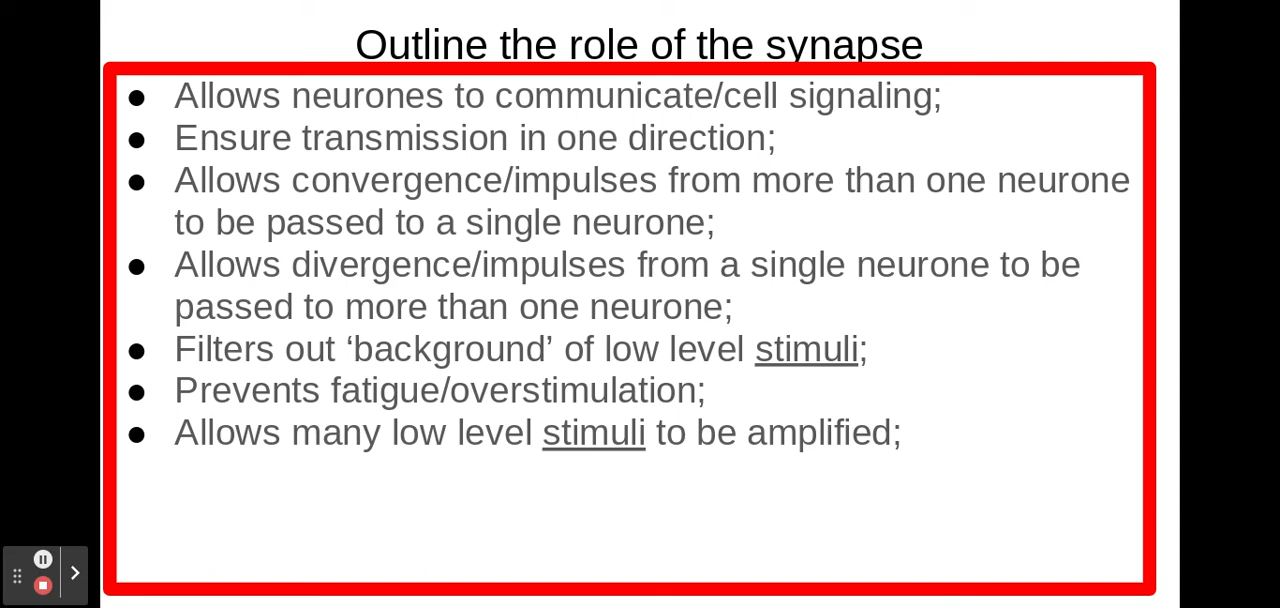 Outline the role of the synapse
● Allows neurones to communicate/cell signaling;
● Ensure transmission in one direction;
● Allows convergence/impulses from more than one neurone
to be passed to a single neurone;
● Allows divergence/impulses from a single neurone to be
passed to more than one neurone;
● Filters out ‘background’ of low level stimuli;
● Prevents fatigue/overstimulation;
● Allows many low level stimuli to be amplified;